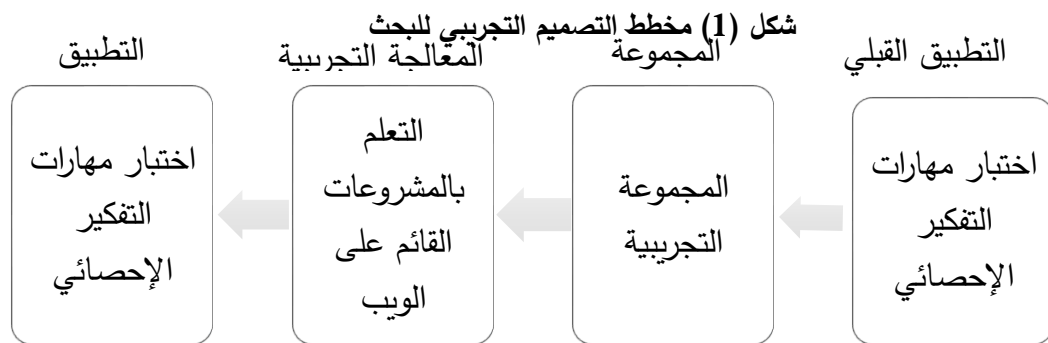 شكل (1) مخطط التصميم التجريبي للبحث
التطبيق القبلي
المجموعة
المعالجة التجريبية
التطبيق
اختبار مهارات
التفكير
الإحصائي
المجموعة
التجريبية
التعلم
بالمشروعات
القائم على
الويب
اختبار مهارات
التفكير
الإحصائي